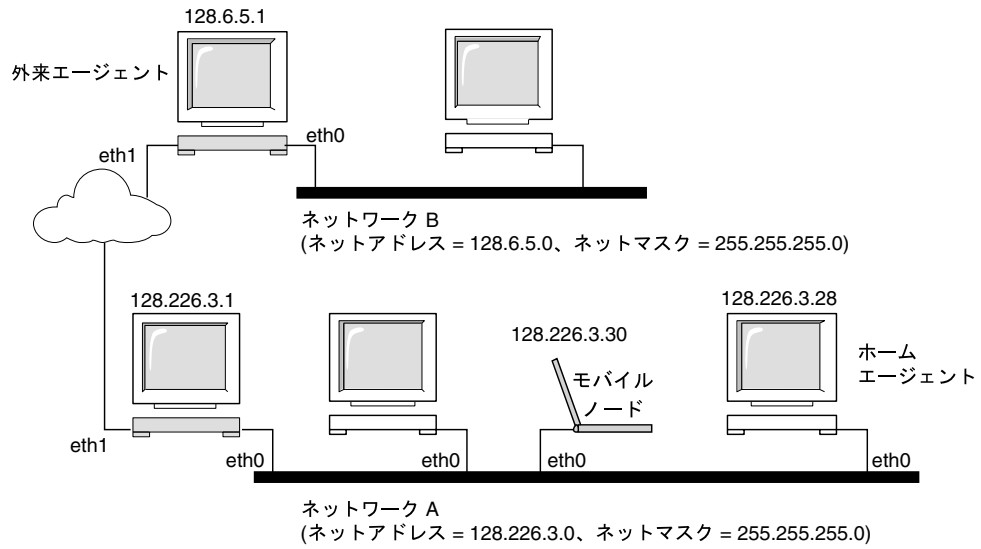 128.6.5.1
外来エージェント
eth1
eth0
ネットワーク B
(ネットアドレス = 128.6.5.0、ネットマスク = 255.255.255.0)
128.226.3.1
128.226.3.30
128.226.3.28
モバイル
ノード
ホーム
エージェント
eth1
eth0
eth0
eth0
eth0
ネットワーク A
(ネットアドレス = 128.226.3.0、ネットマスク = 255.255.255.0)